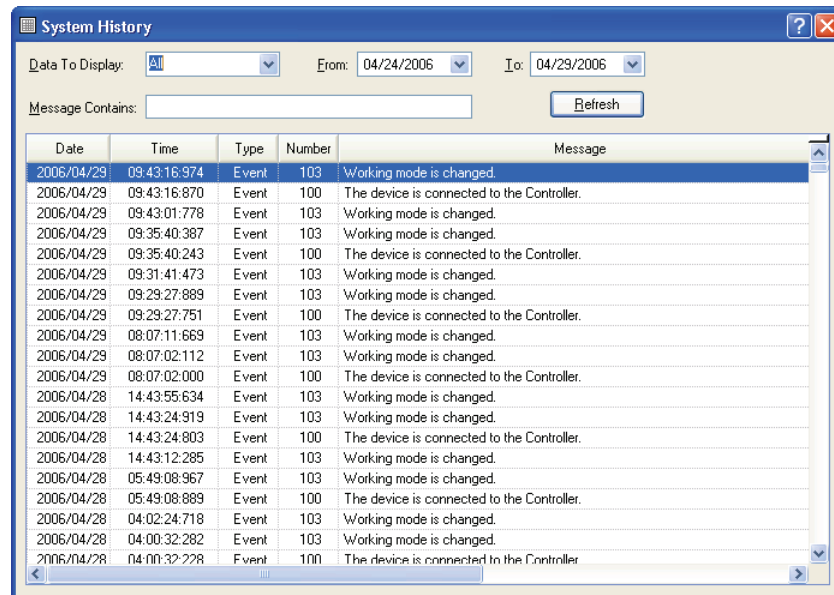 System History
Data To Display: All From: 04/24/2006 To: 04/29/2006
Message Contains: Refresh
Date Time Type Number Message
2006/04/29 09:43:16:974 Event 103 Working mode is changed.
2006/04/29 09:43:16:870 Event 100 The device is connected to the Controller.
2006/04/29 09:43:01:778 Event 103 Working mode is changed.
2006/04/29 09:35:40:387 Event 103 Working mode is changed.
2006/04/29 09:35:40:243 Event 100 The device is connected to the Controller.
2006/04/29 09:31:41:473 Event 103 Working mode is changed.
2006/04/29 09:29:27:889 Event 103 Working mode is changed.
2006/04/29 09:29:27:751 Event 100 The device is connected to the Controller.
2006/04/29 08:07:11:669 Event 103 Working mode is changed.
2006/04/29 08:07:02:112 Event 103 Working mode is changed.
2006/04/29 08:07:02:000 Event 100 The device is connected to the Controller.
2006/04/28 14:43:55:634 Event 103 Working mode is changed.
2006/04/28 14:43:24:919 Event 103 Working mode is changed.
2006/04/28 14:43:24:803 Event 100 The device is connected to the Controller.
2006/04/28 14:43:12:285 Event 103 Working mode is changed.
2006/04/28 05:49:08:967 Event 103 Working mode is changed.
2006/04/28 05:49:08:889 Event 100 The device is connected to the Controller.
2006/04/28 04:02:24:718 Event 103 Working mode is changed.
2006/04/28 04:00:32:282 Event 103 Working mode is changed.
2006/04/28 04:00:32:228 Event 100 The device is connected to the Controller.